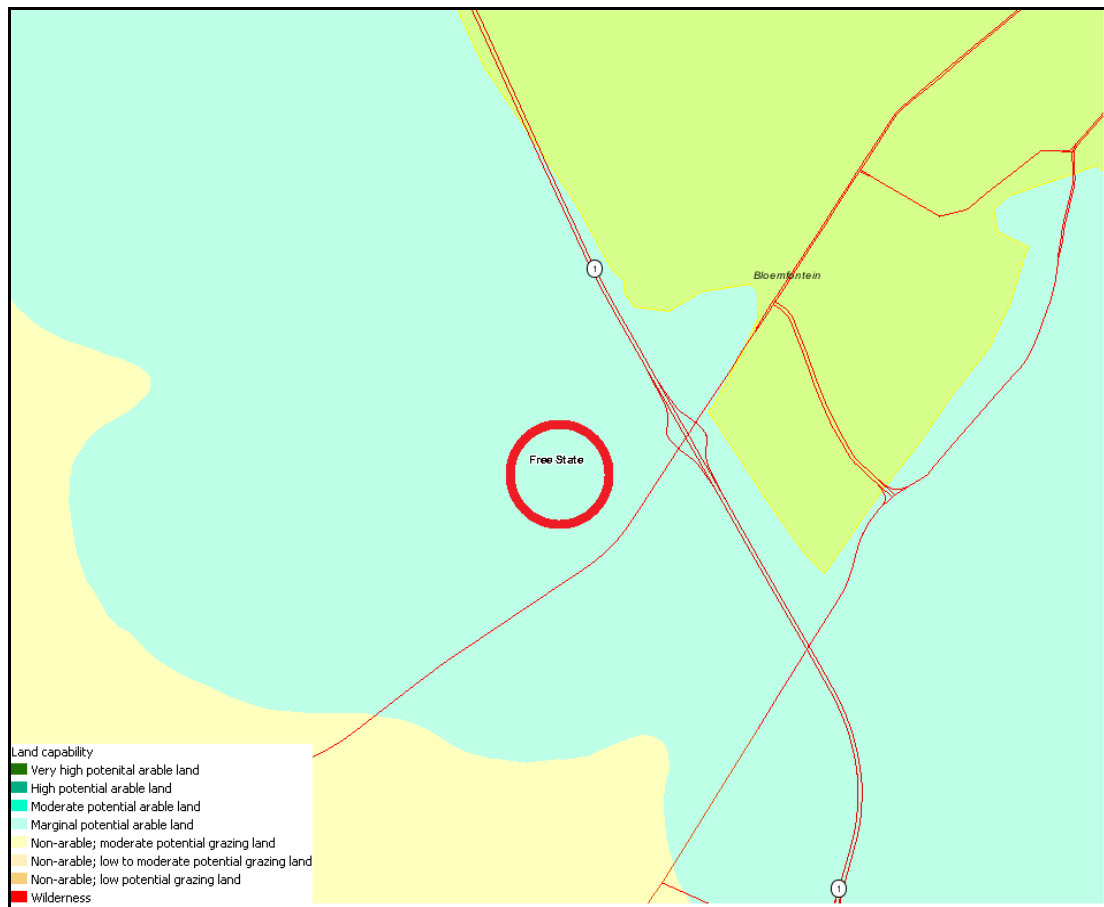 1
Bloemfontein
Free State
Land capability
Very high potenital arable land
High potential arable land
Moderate potential arable land
Marginal potential arable land
Non-arable; moderate potential grazing land
Non-arable; low to moderate potential grazing land
Non-arable; low potential grazing land
Wilderness
1